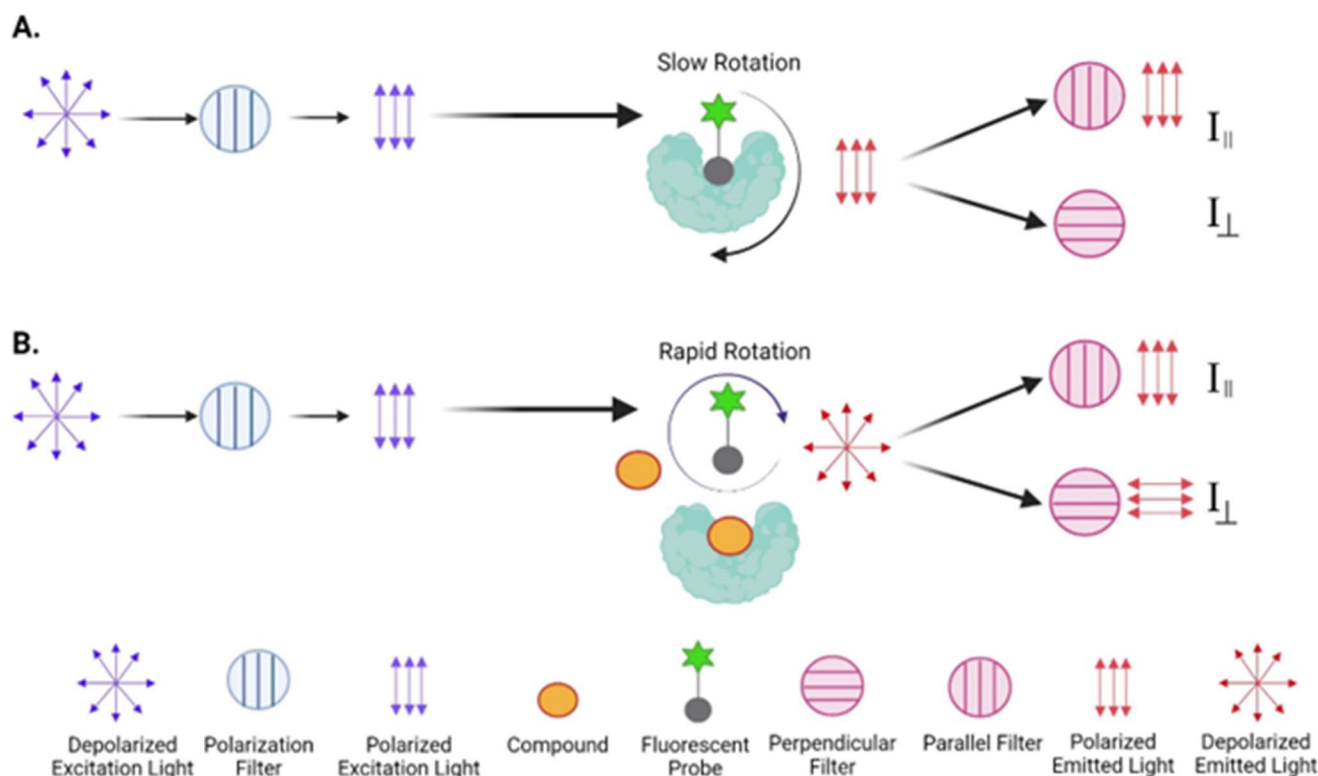 A.
Slow Rotation
I||
I⊥
B.
Rapid Rotation
I||
I⊥
Depolarized
Excitation Light
Polarization
Filter
Polarized
Excitation Light
Compound
Fluorescent
Probe
Perpendicular
Filter
Parallel Filter
Polarized
Emitted Light
Depolarized
Emitted Light